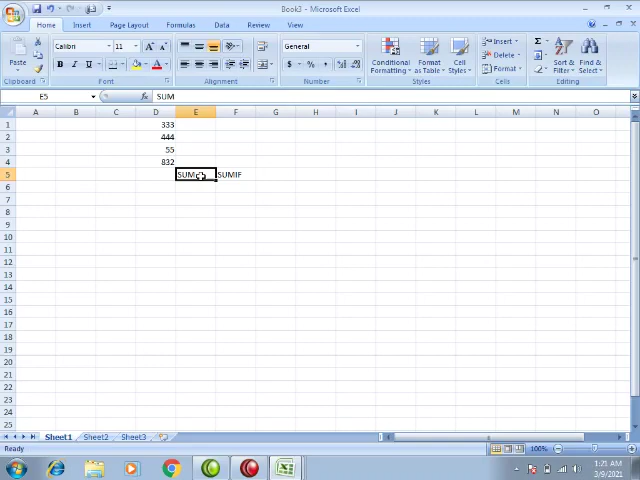 Book3 - Microsoft Excel
Home Insert Page Layout Formulas Data Review View
Paste
Calibri 11
B I U
General
$ % ,
Conditional Formatting
Format as Table
Cell Styles
Insert
Delete
Format
Σ
Sort & Filter
Find & Select
Clipboard Font Alignment Number Styles Cells Editing
E5 fx SUM
A B C D E F G H I J K L M N O
1 333
2 444
3 55
4 832
5 SUM SUMIF
6
7
8
9
10
11
12
13
14
15
16
17
18
19
20
21
22
23
24
25
Sheet1 Sheet2 Sheet3
Ready 100%
1:21 AM
3/9/2021